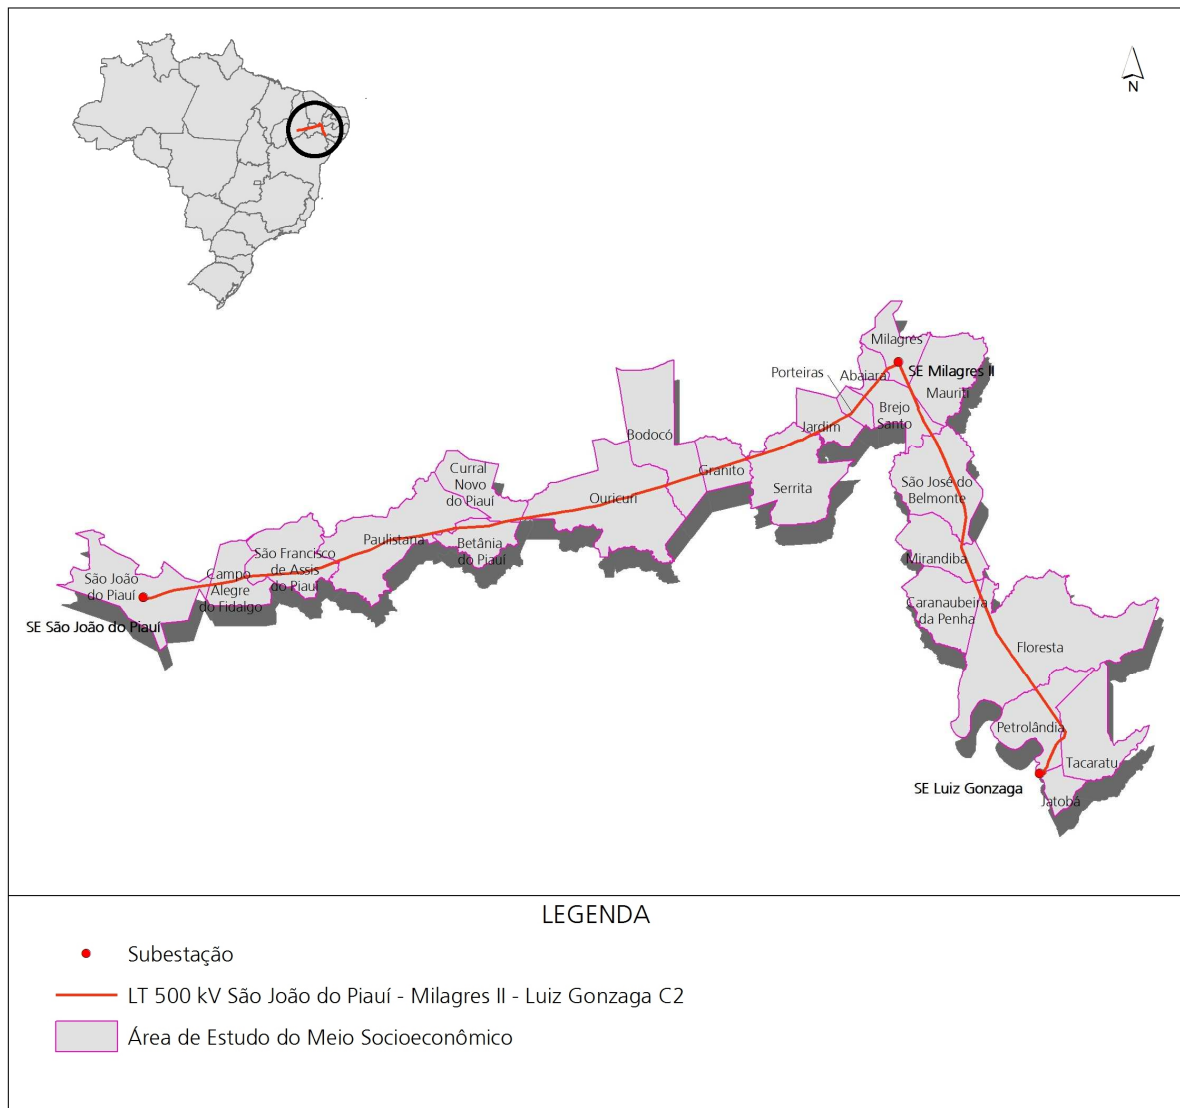 N
Milagres
SE Milagres II
Porteiras
Abaiara
Mauriti
Brejo
Santo
Jardim
Bodocó
Granito
Serrita
São José do
Belmonte
Curral
Novo
do Piauí
Ouricuri
Paulistana
Betânia
do Piauí
São Francisco
de Assis
do Piauí
Campo
Alegre
do Fidalgo
São João
do Piauí
SE São João do Piauí
Mirandiba
Caranaubeira
da Penha
Floresta
Petrolândia
Tacaratu
SE Luiz Gonzaga
Jatobá
LEGENDA
Subestação
LT 500 kV São João do Piauí - Milagres II - Luiz Gonzaga C2
Área de Estudo do Meio Socioeconômico